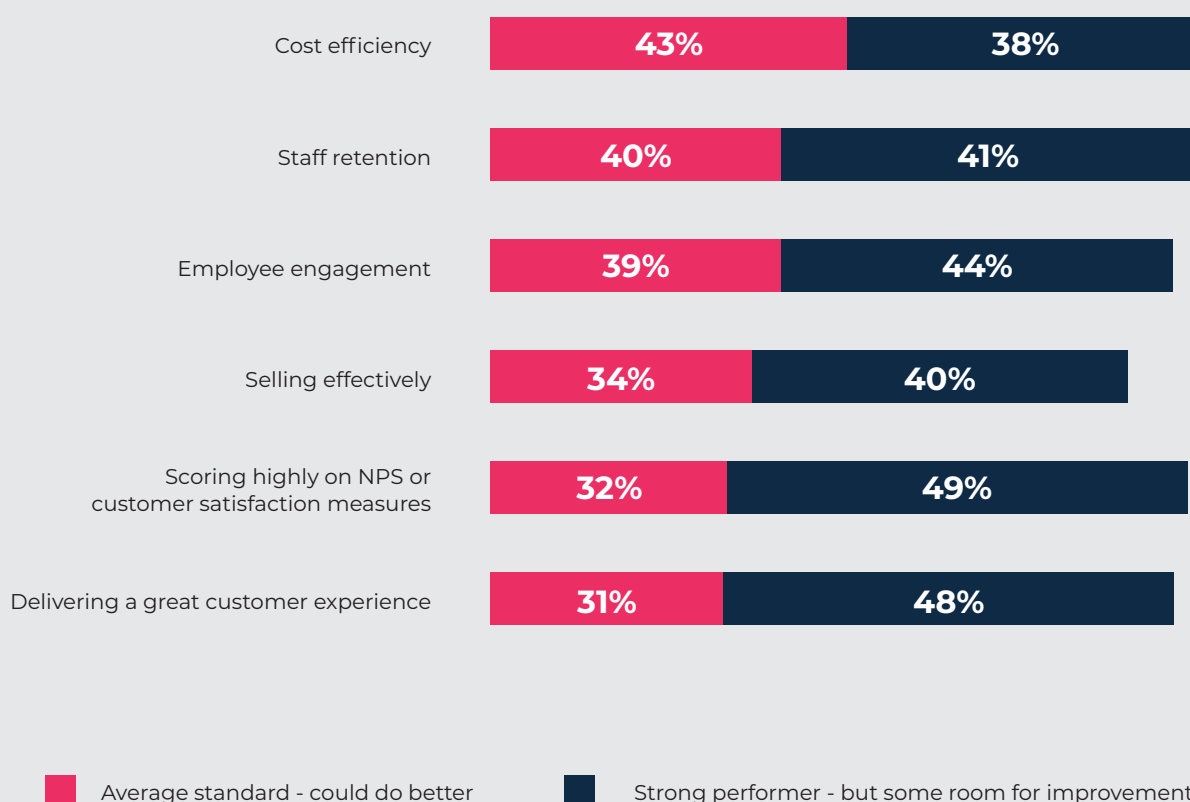 Cost efficiency 43% 38%
Staff retention 40% 41%
Employee engagement 39% 44%
Selling effectively 34% 40%
Scoring highly on NPS or
customer satisfaction measures 32% 49%
Delivering a great customer experience 31% 48%
Average standard - could do better Strong performer - but some room for improvement